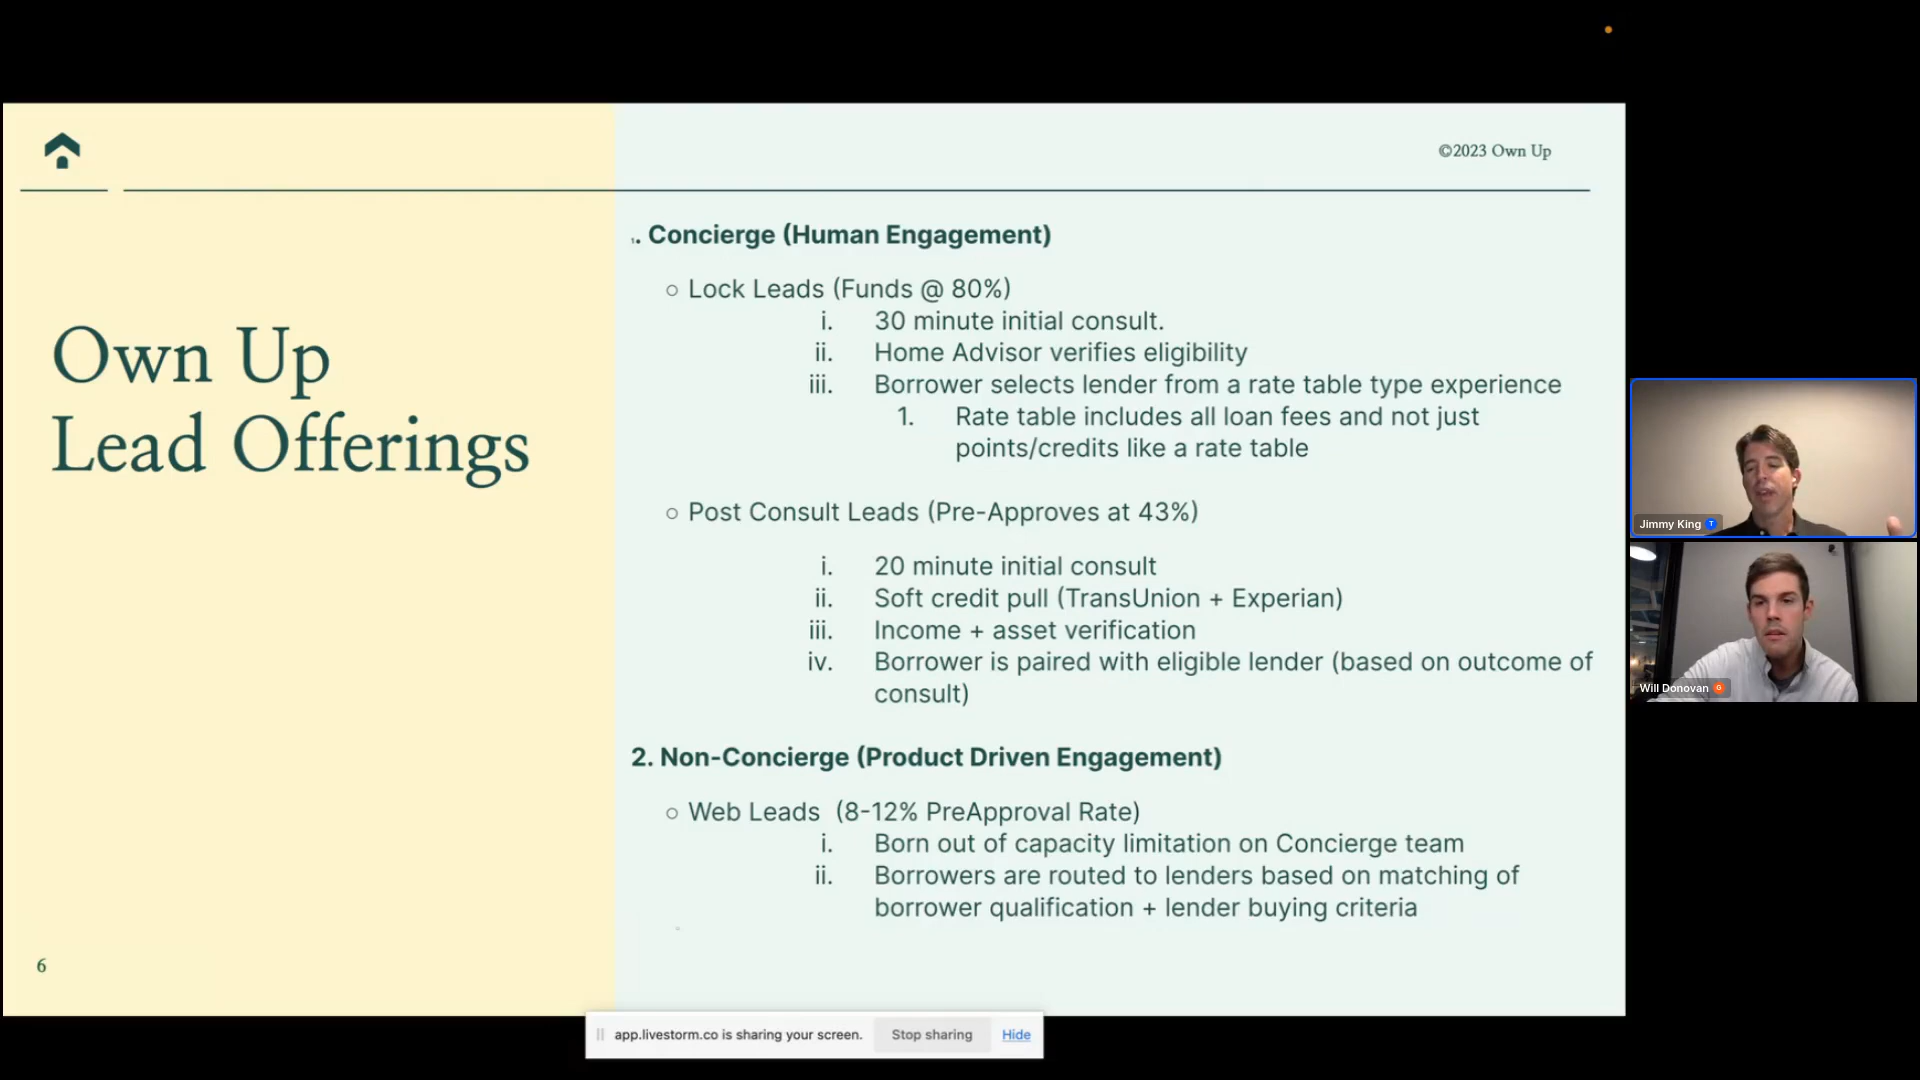 ©2023 Own Up
Own Up
Lead Offerings
1. Concierge (Human Engagement)
○ Lock Leads (Funds @ 80%)
i. 30 minute initial consult.
ii. Home Advisor verifies eligibility
iii. Borrower selects lender from a rate table type experience
1. Rate table includes all loan fees and not just
points/credits like a rate table
○ Post Consult Leads (Pre-Approves at 43%)
i. 20 minute initial consult
ii. Soft credit pull (TransUnion + Experian)
iii. Income + asset verification
iv. Borrower is paired with eligible lender (based on outcome of
consult)
2. Non-Concierge (Product Driven Engagement)
○ Web Leads (8-12% PreApproval Rate)
i. Born out of capacity limitation on Concierge team
ii. Borrowers are routed to lenders based on matching of
borrower qualification + lender buying criteria
6
app.livestorm.co is sharing your screen. Stop sharing Hide
Jimmy King T
Will Donovan G